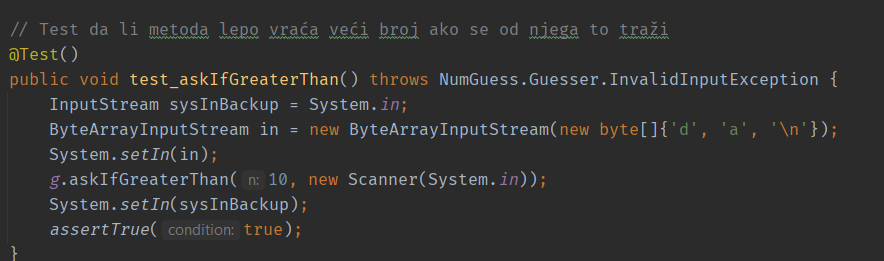 // Test da li metoda lepo vraća veći broj ako se od njega to traži
@Test()
public void test_askIfGreaterThan() throws NumGuess.Guesser.InvalidInputException {
InputStream sysInBackup = System.in;
ByteArrayInputStream in = new ByteArrayInputStream(new byte[]{'d', 'a', '\n'});
System.setIn(in);
g.askIfGreaterThan( n: 10, new Scanner(System.in));
System.setIn(sysInBackup);
assertTrue( condition: true);
}